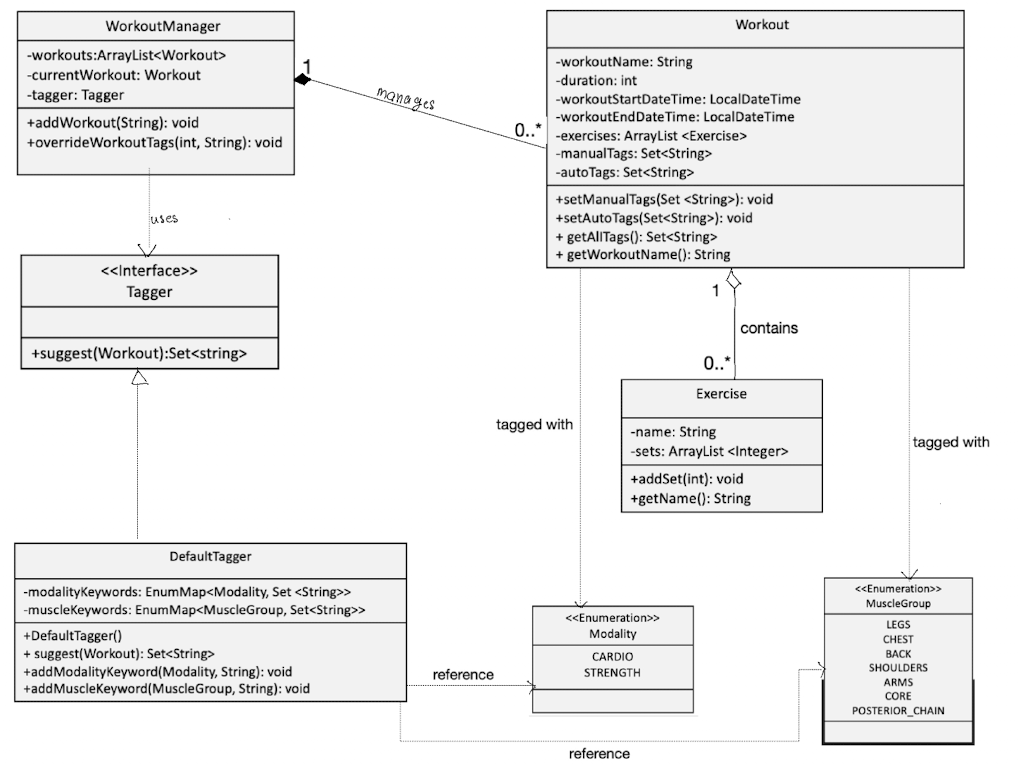 WorkoutManager
-workouts:ArrayList<Workout>
-currentWorkout: Workout
-tagger: Tagger
+addWorkout(String): void
+overrideWorkoutTags(int, String): void
1
manages
0..*
Workout
-workoutName: String
-duration: int
-workoutStartDateTime: LocalDateTime
-workoutEndDateTime: LocalDateTime
-exercises: ArrayList <Exercise>
-manualTags: Set<String>
-autoTags: Set<String>
+setManualTags(Set <String>): void
+setAutoTags(Set<String>): void
+ getAllTags(): Set<String>
+ getWorkoutName(): String
uses
<<Interface>>
Tagger
+suggest(Workout):Set<string>
1
contains
0..*
Exercise
-name: String
-sets: ArrayList <Integer>
+addSet(int): void
+getName(): String
tagged with
tagged with
DefaultTagger
-modalityKeywords: EnumMap<Modality, Set <String>>
-muscleKeywords: EnumMap<MuscleGroup, Set<String>>
+DefaultTagger()
+ suggest(Workout): Set<String>
+addModalityKeyword(Modality, String): void
+addMuscleKeyword(MuscleGroup, String): void
reference
<<Enumeration>>
Modality
CARDIO
STRENGTH
<<Enumeration>>
MuscleGroup
LEGS
CHEST
BACK
SHOULDERS
ARMS
CORE
POSTERIOR_CHAIN
reference